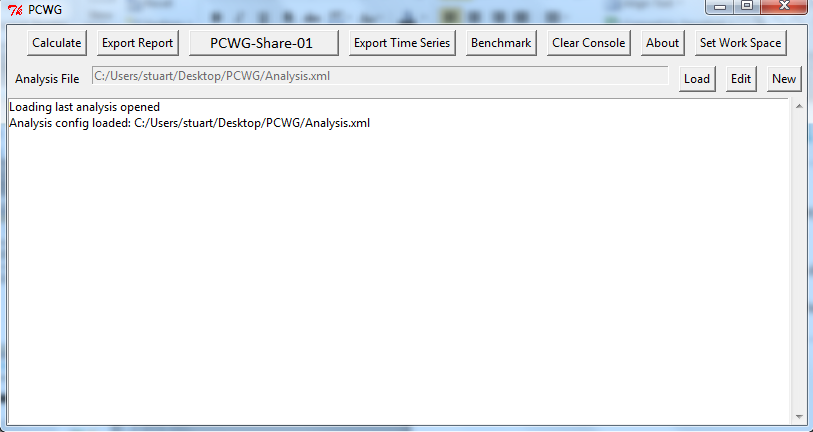 PCWG
Calculate Export Report PCWG-Share-01 Export Time Series Benchmark Clear Console About Set Work Space
Analysis File C:/Users/stuart/Desktop/PCWG/Analysis.xml Load Edit New
Loading last analysis opened
Analysis config loaded: C:/Users/stuart/Desktop/PCWG/Analysis.xml